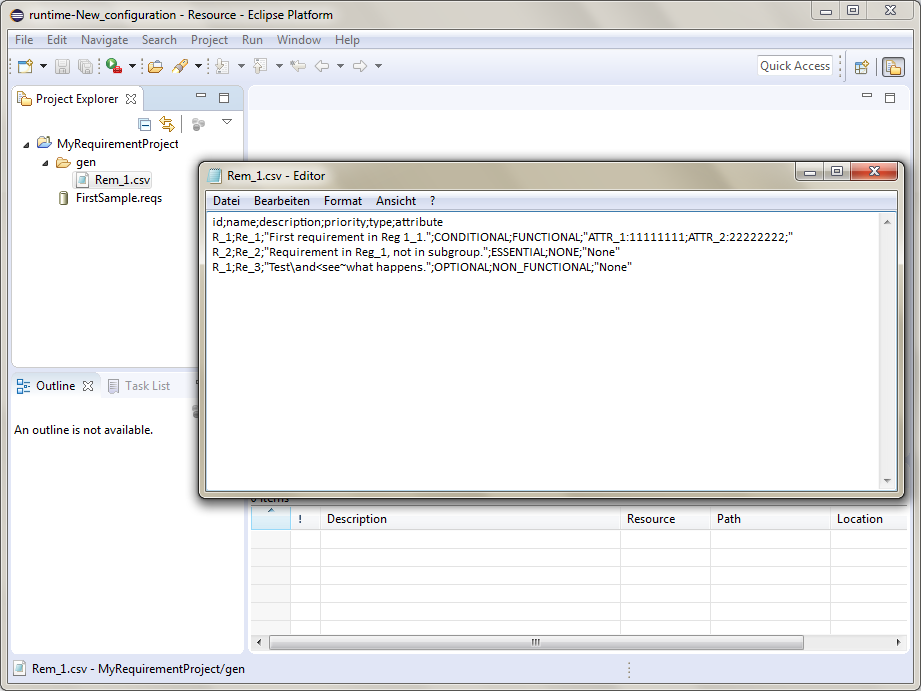 runtime-New_configuration - Resource - Eclipse Platform
File Edit Navigate Search Project Run Window Help
Quick Access
Project Explorer
MyRequirementProject
gen
Rem_1.csv
FirstSample.reqs
Rem_1.csv - Editor
Datei Bearbeiten Format Ansicht ?
id;name;description;priority;type;attribute
R_1;Re_1;"First requirement in Reg 1_1.";CONDITIONAL;FUNCTIONAL;"ATTR_1:11111111;ATTR_2:22222222;"
R_2;Re_2;"Requirement in Reg_1, not in subgroup.";ESSENTIAL;NONE;"None"
R_1;Re_3;"Test\and<see~what happens.";OPTIONAL;NON_FUNCTIONAL;"None"
Outline Task List
An outline is not available.
0 items
! Description Resource Path Location
Rem_1.csv - MyRequirementProject/gen